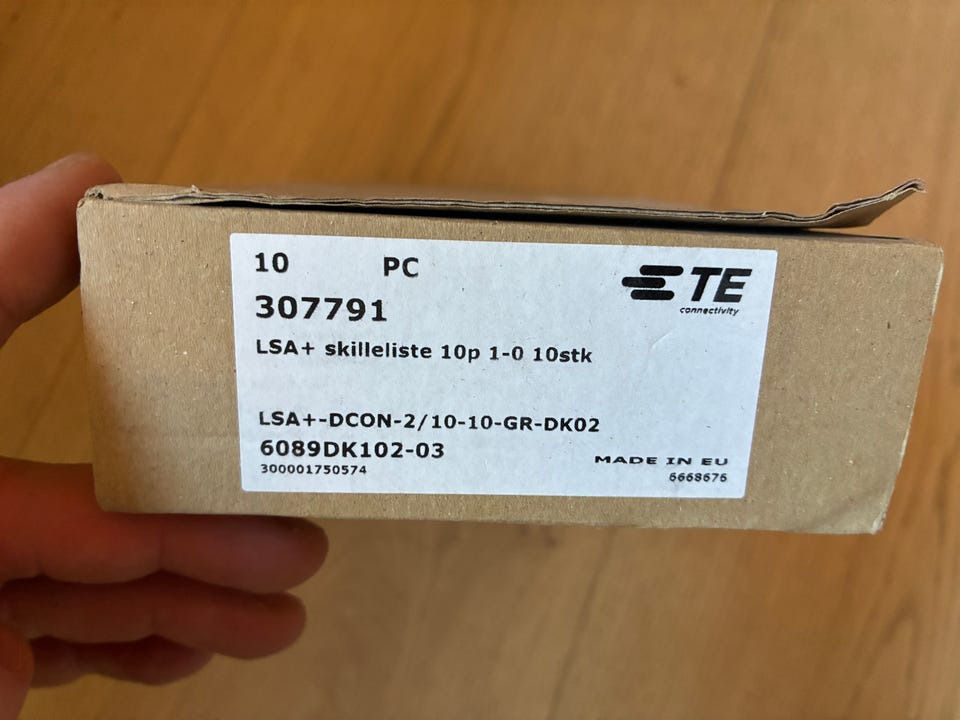 10 PC
TE
connectivity
307791
LSA+ skilleliste 10p 1-0 10stk
LSA+-DCON-2/10-10-GR-DK02
6089DK102-03
MADE IN EU
300001750574
6668676